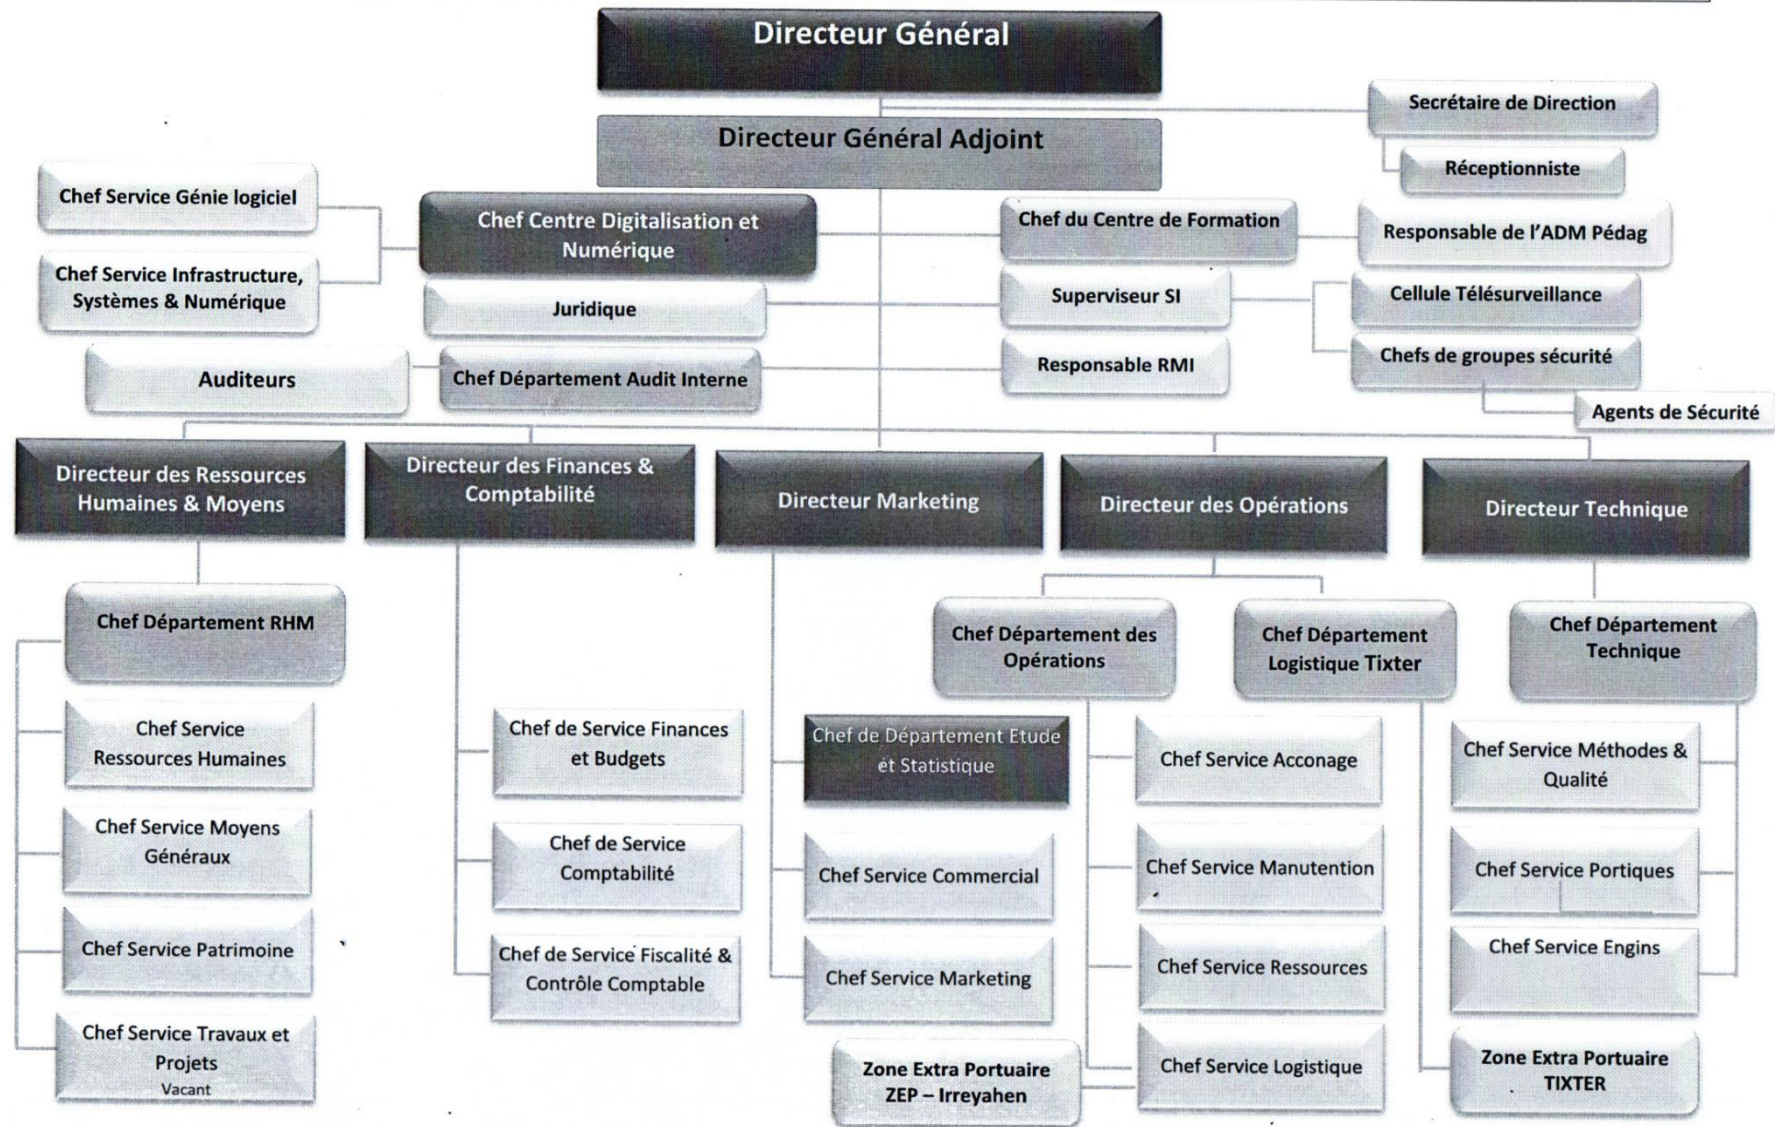 Directeur Général
Secrétaire de Direction
Directeur Général Adjoint
Réceptionniste
Chef Service Génie logiciel
Chef Centre Digitalisation et
Numérique
Chef du Centre de Formation
Responsable de l'ADM Pédag
Chef Service Infrastructure,
Systèmes & Numérique
Juridique
Superviseur SI
Cellule Télésurveillance
Auditeurs
Chef Département Audit Interne
Responsable RMI
Chefs de groupes sécurité
Agents de Sécurité
Directeur des Ressources
Humaines & Moyens
Directeur des Finances &
Comptabilité
Directeur Marketing
Directeur des Opérations
Directeur Technique
Chef Département RHM
Chef Département des
Opérations
Chef Département
Logistique Tixter
Chef Département
Technique
Chef Service
Ressources Humaines
Chef de Service Finances
et Budgets
Chef de Département Etude
et Statistique
Chef Service Acconage
Chef Service Méthodes &
Qualité
Chef Service Moyens
Généraux
Chef de Service
Comptabilité
Chef Service Commercial
Chef Service Manutention
Chef Service Portiques
Chef Service Patrimoine
Chef de Service Fiscalité &
Contrôle Comptable
Chef Service Marketing
Chef Service Ressources
Chef Service Engins
Chef Service Travaux et
Projets
Vacant
Zone Extra Portuaire
ZEP – Irreyahen
Chef Service Logistique
Zone Extra Portuaire
TIXTER